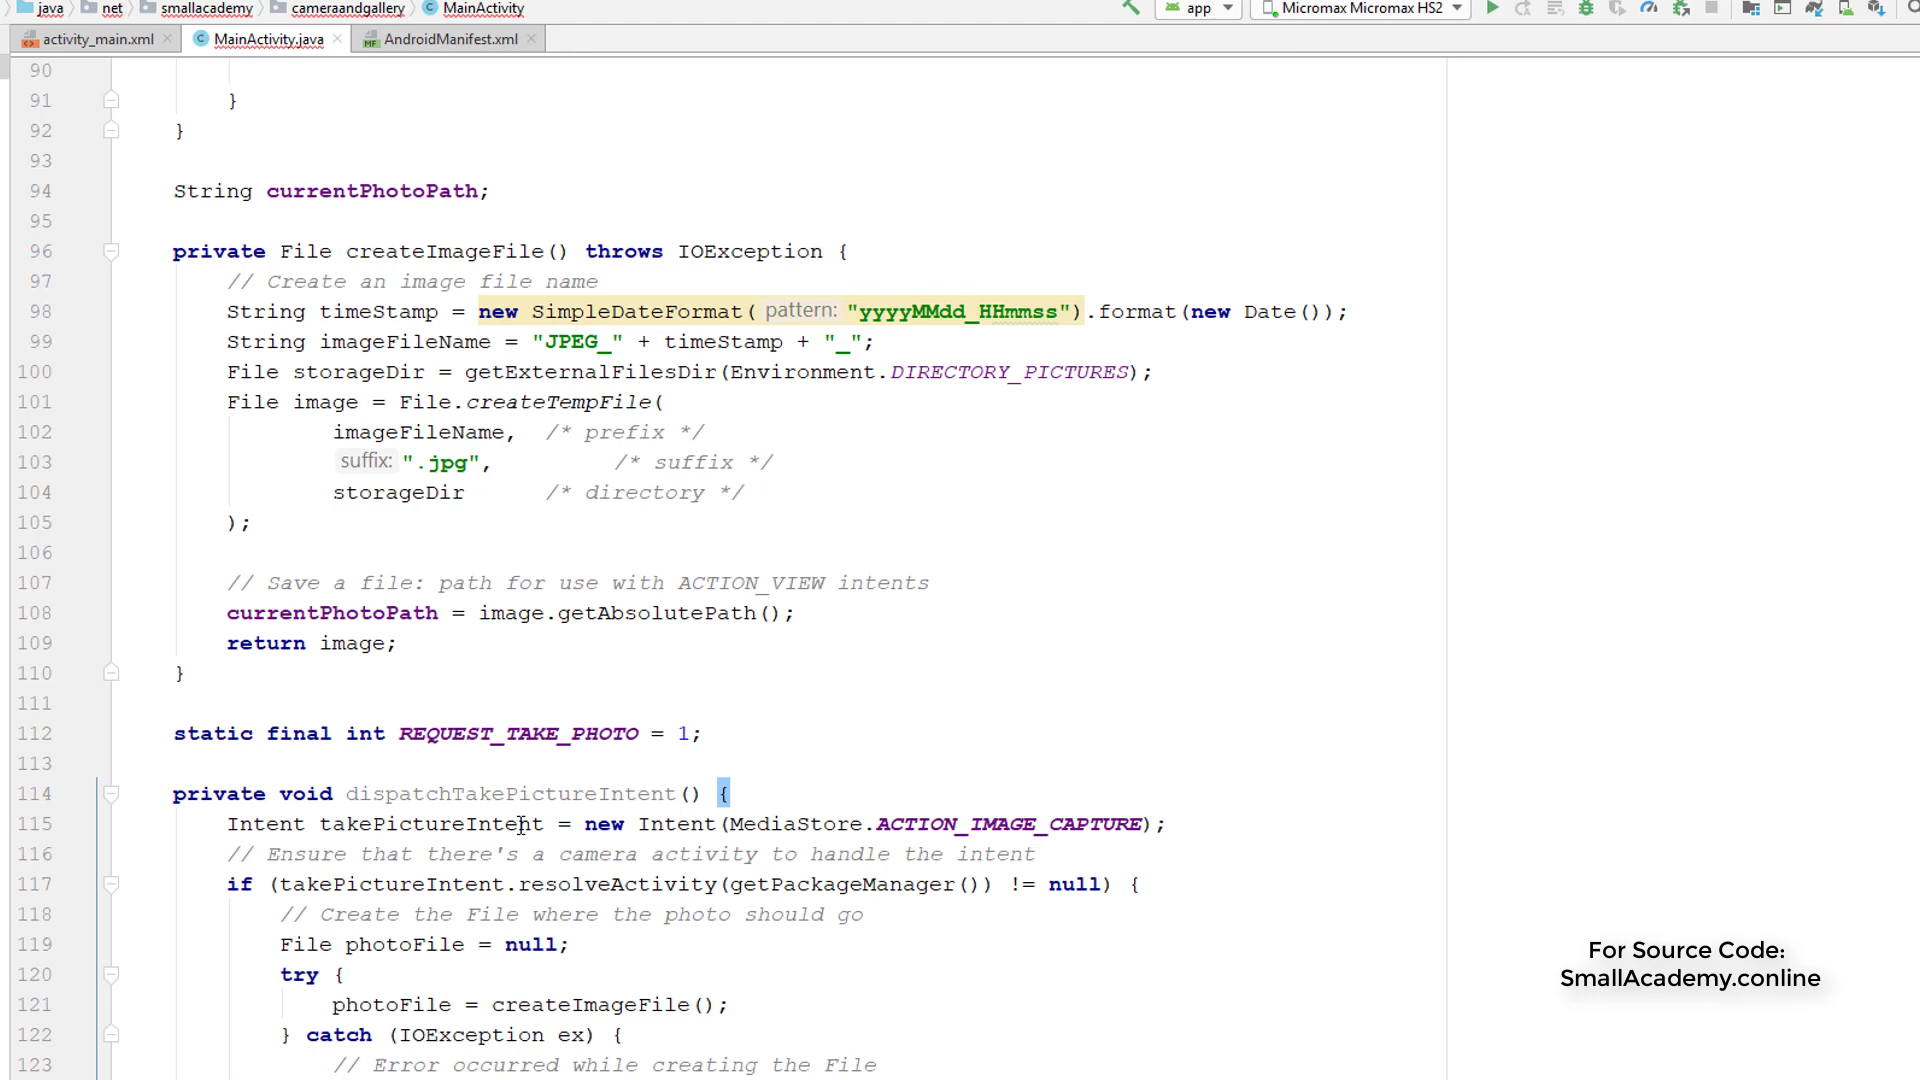 java net smallacademy cameraandgallery MainActivity app Micromax Micromax HS2
activity_main.xml MainActivity.java AndroidManifest.xml
90
91 }
92 }
93
94 String currentPhotoPath;
95
96 private File createImageFile() throws IOException {
97 // Create an image file name
98 String timeStamp = new SimpleDateFormat( pattern: "yyyyMMdd_HHmmss").format(new Date());
99 String imageFileName = "JPEG_" + timeStamp + "_";
100 File storageDir = getExternalFilesDir(Environment.DIRECTORY_PICTURES);
101 File image = File.createTempFile(
102 imageFileName, /* prefix */
103 suffix: ".jpg", /* suffix */
104 storageDir /* directory */
105 );
106
107 // Save a file: path for use with ACTION_VIEW intents
108 currentPhotoPath = image.getAbsolutePath();
109 return image;
110 }
111
112 static final int REQUEST_TAKE_PHOTO = 1;
113
114 private void dispatchTakePictureIntent() {
115 Intent takePictureIntent = new Intent(MediaStore.ACTION_IMAGE_CAPTURE);
116 // Ensure that there's a camera activity to handle the intent
117 if (takePictureIntent.resolveActivity(getPackageManager()) != null) {
118 // Create the File where the photo should go
119 File photoFile = null;
120 try {
121 photoFile = createImageFile();
122 } catch (IOException ex) {
123 // Error occurred while creating the File
For Source Code:
SmallAcademy.conline